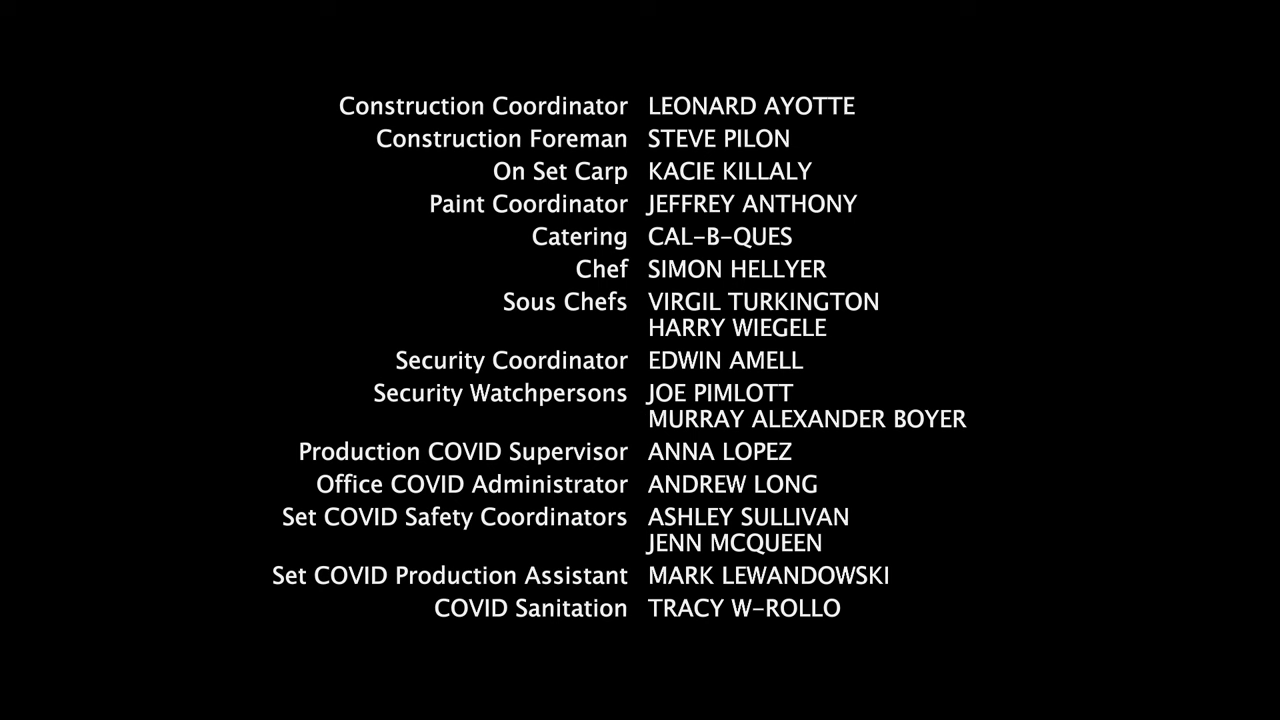 Construction Coordinator LEONARD AYOTTE
Construction Foreman STEVE PILON
On Set Carp KACIE KILLALY
Paint Coordinator JEFFREY ANTHONY
Catering CAL-B-QUES
Chef SIMON HELLYER
Sous Chefs VIRGIL TURKINGTON
HARRY WIEGELE
Security Coordinator EDWIN AMELL
Security Watchpersons JOE PIMLOTT
MURRAY ALEXANDER BOYER
Production COVID Supervisor ANNA LOPEZ
Office COVID Administrator ANDREW LONG
Set COVID Safety Coordinators ASHLEY SULLIVAN
JENN MCQUEEN
Set COVID Production Assistant MARK LEWANDOWSKI
COVID Sanitation TRACY W-ROLLO